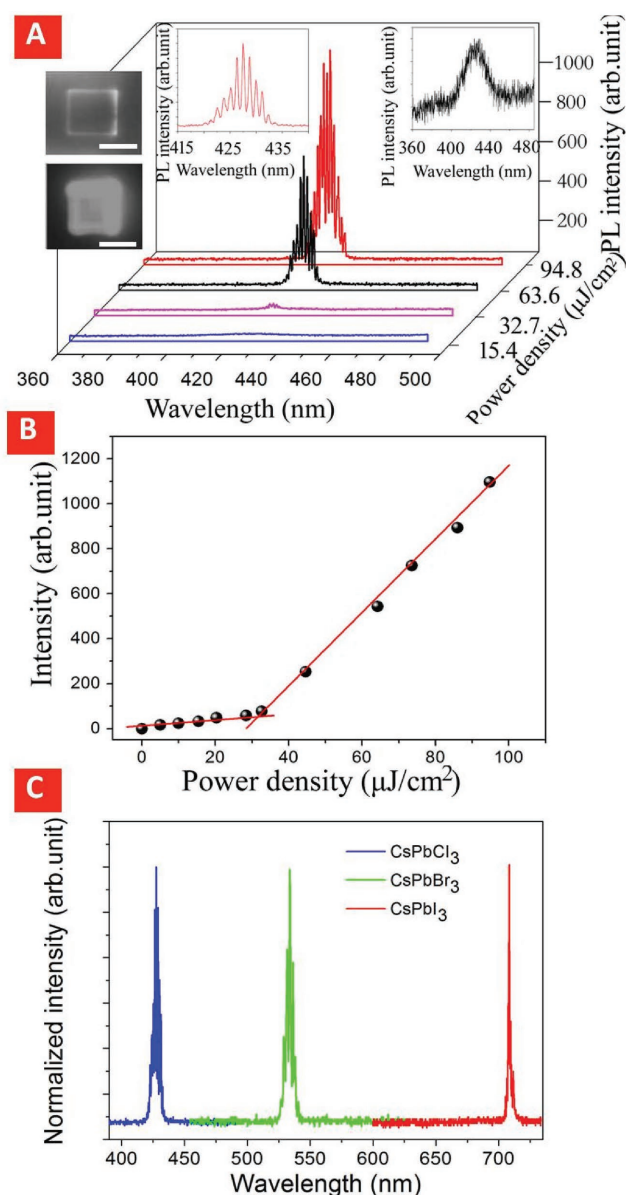 A
PL intensity (arb.unit)
415 425 435
Wavelength (nm)
PL intensity (arb.unit)
360 400 440 480
Wavelength (nm)
1000
800
600
400
200
PL intensity (arb.unit)
94.8
63.6
32.7
15.4
Power density (μJ/cm²)
360 380 400 420 440 460 480 500
Wavelength (nm)
B
1200
1000
800
600
400
200
0
Intensity (arb.unit)
0 20 40 60 80 100
Power density (μJ/cm²)
C
CsPbCl₃
CsPbBr₃
CsPbI₃
Normalized intensity (arb.unit)
400 450 500 550 600 650 700
Wavelength (nm)